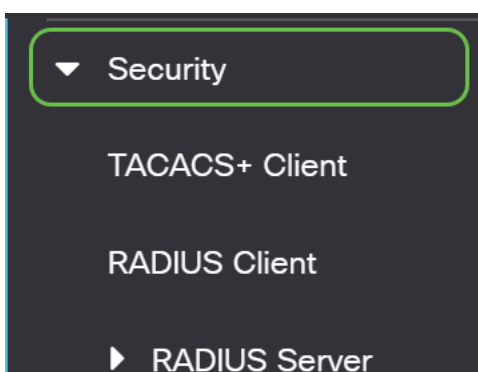 Security
TACACS+ Client
RADIUS Client
RADIUS Server